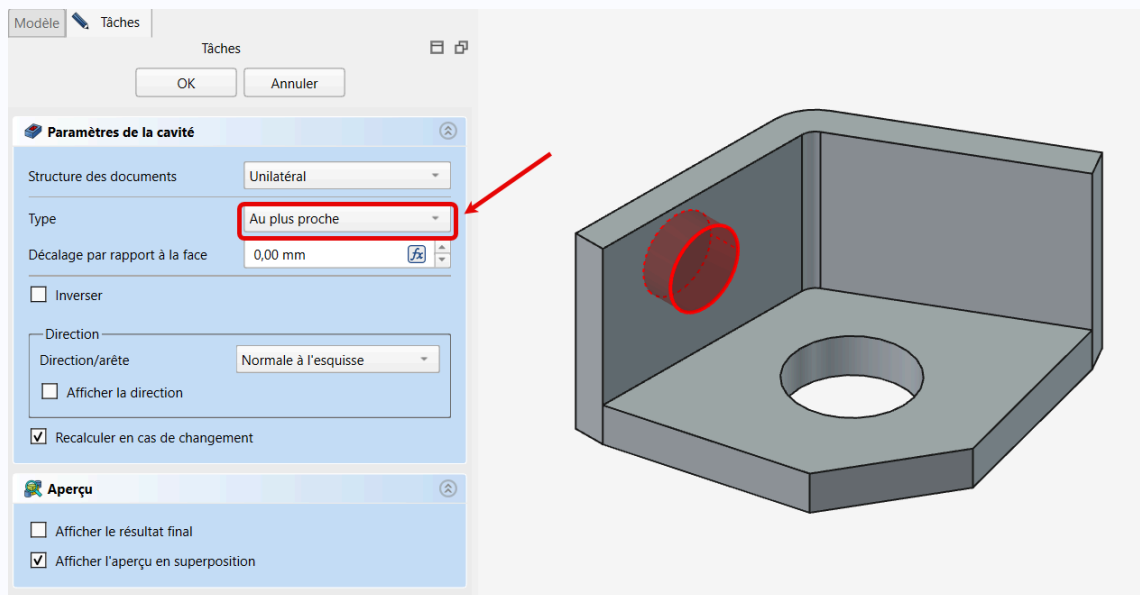 Modèle Tâches
Tâches
OK Annuler
Paramètres de la cavité
Structure des documents Unilatéral
Type Au plus proche
Décalage par rapport à la face 0,00 mm fx
Inverser
Direction
Direction/arête Normale à l'esquisse
Afficher la direction
Recalculer en cas de changement
Aperçu
Afficher le résultat final
Afficher l'aperçu en superposition